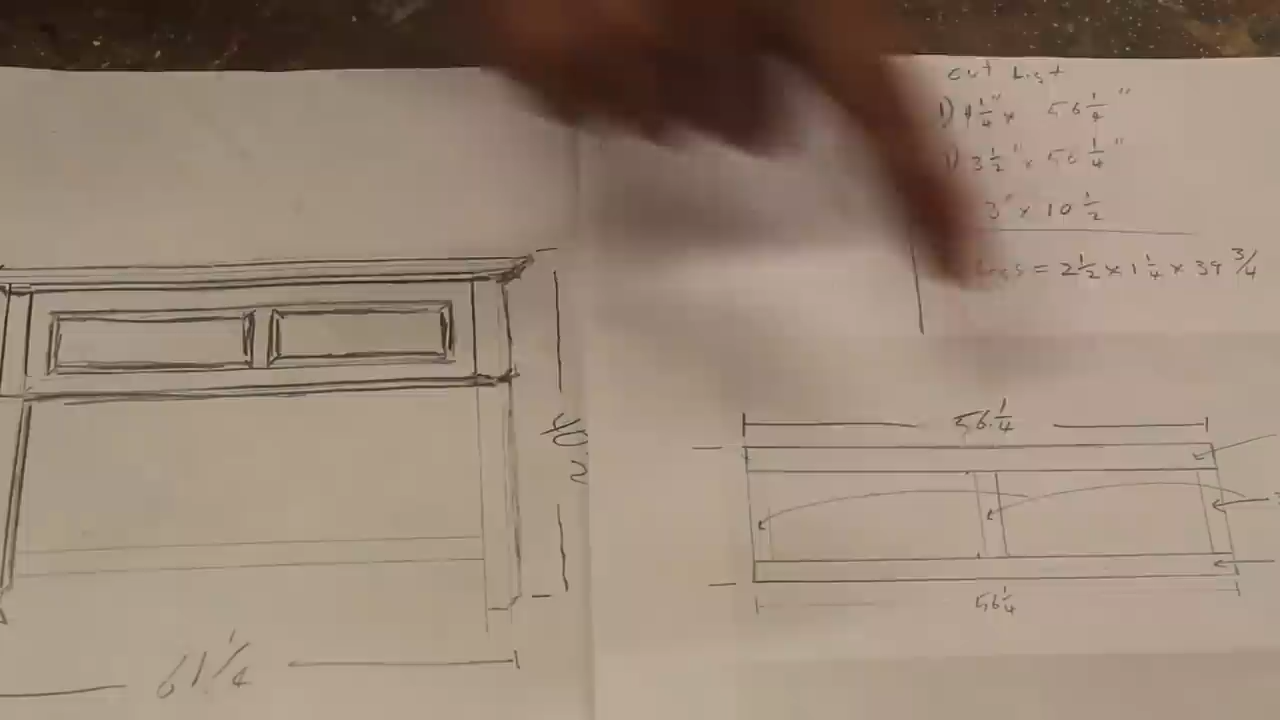 cut List
1) 4 1/4" x 56 1/4"
3 1/2" x 56 1/4"
3" x 10 1/2
= 2 1/2 x 1 1/4 x 39 3/4
56 1/4
40
56 1/4
61 1/4